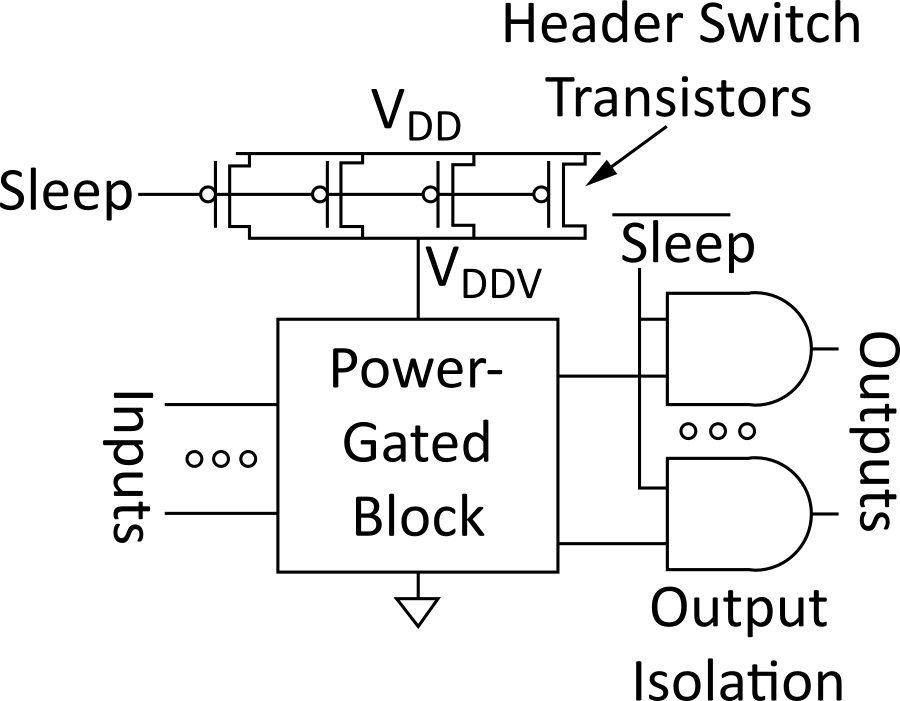 Header Switch
Transistors
VDD
Sleep
Sleep
VDDV
Power-
Gated
Block
Inputs
Outputs
Output
Isolation